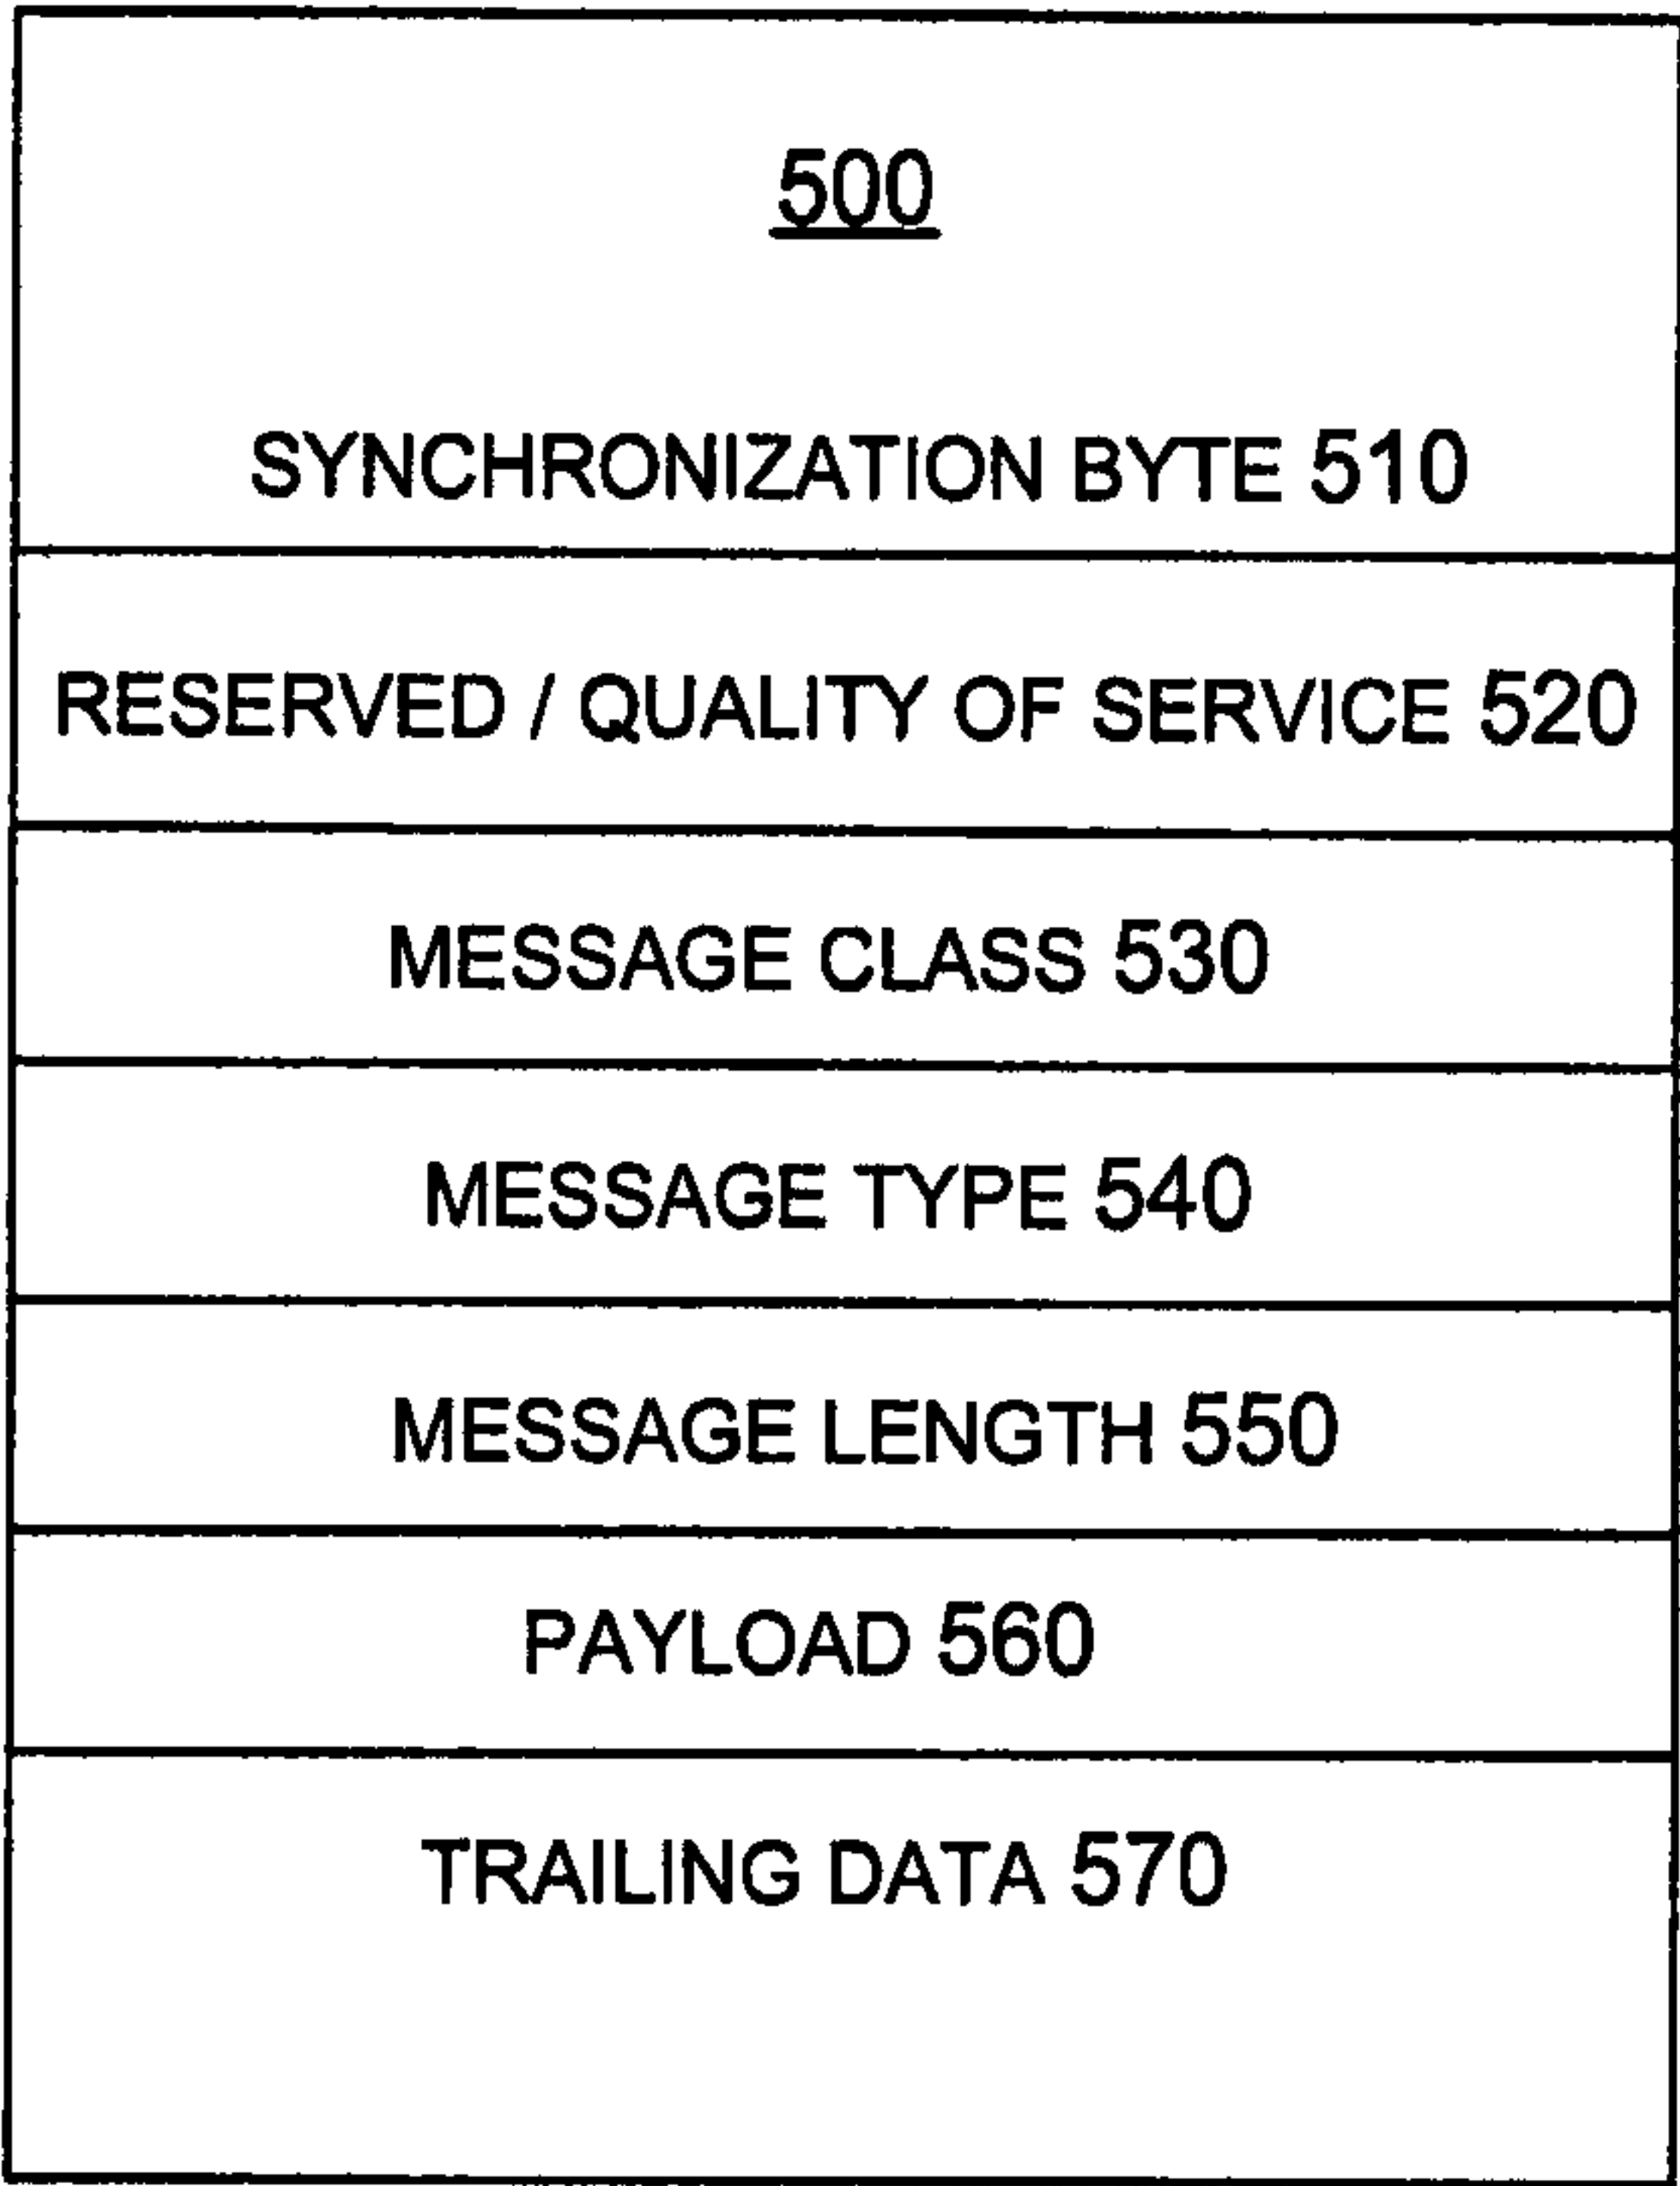 500
SYNCHRONIZATION BYTE 510
RESERVED / QUALITY OF SERVICE 520
MESSAGE CLASS 530
MESSAGE TYPE 540
MESSAGE LENGTH 550
PAYLOAD 560
TRAILING DATA 570